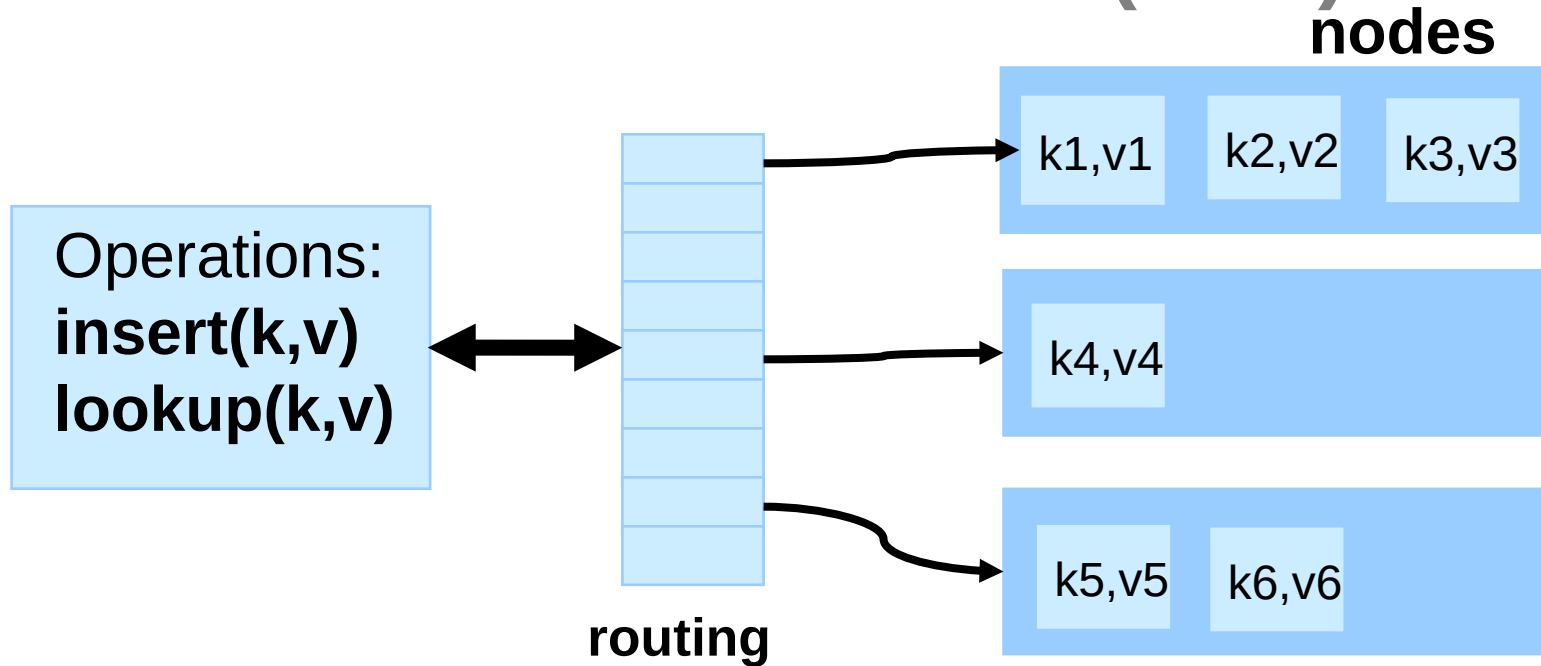 nodes
k1,v1 k2,v2 k3,v3
Operations:
insert(k,v)
lookup(k,v)
k4,v4
k5,v5 k6,v6
routing